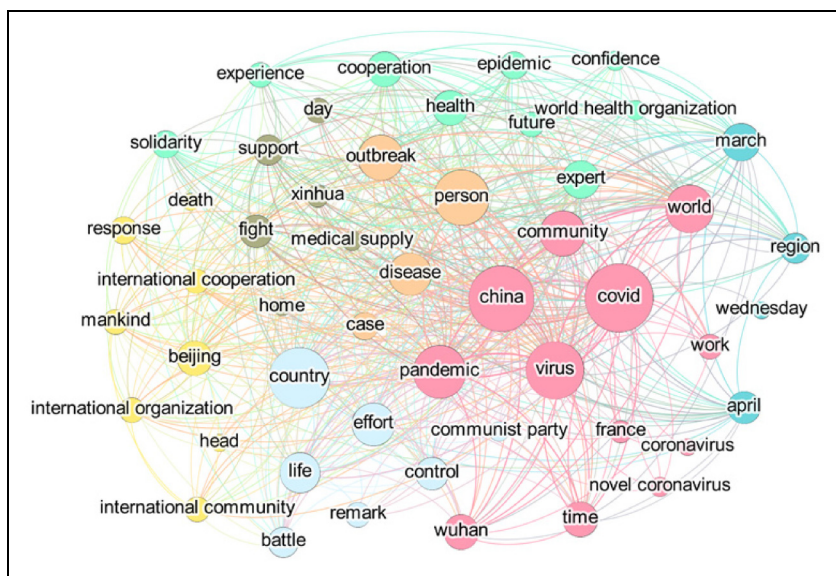 confidence
epidemic
cooperation
experience
day
health
world health organization
future
march
solidarity
support
outbreak
expert
xinhua
death
person
world
response
fight
medical supply
community
region
international cooperation
disease
home
china
covid
wednesday
mankind
case
work
beijing
country
pandemic
virus
international organization
effort
communist party
france
april
head
coronavirus
life
control
novel coronavirus
international community
remark
wuhan
time
battle